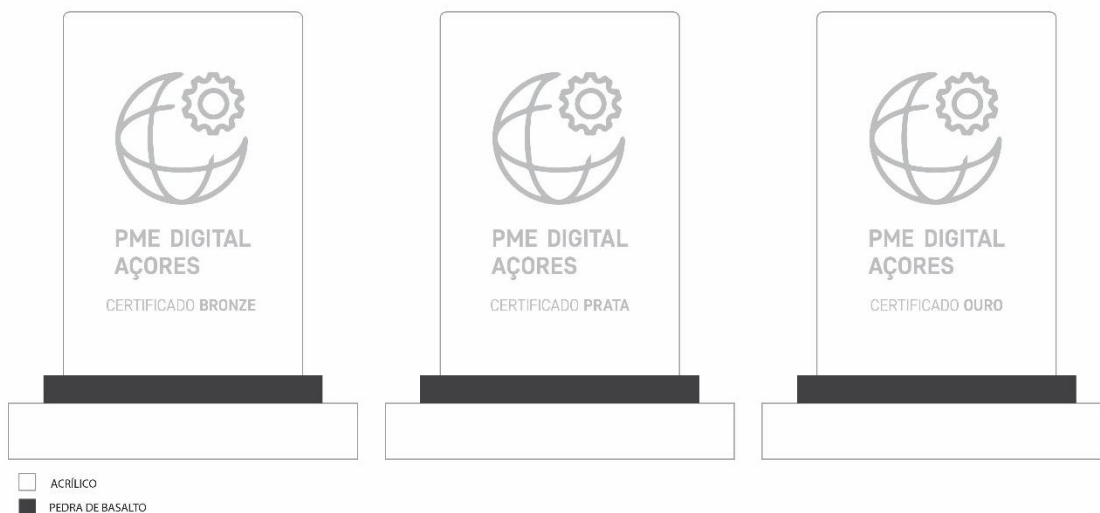 PME DIGITAL
AÇORES
CERTIFICADO BRONZE
PME DIGITAL
AÇORES
CERTIFICADO PRATA
PME DIGITAL
AÇORES
CERTIFICADO OURO
ACRÍLICO
PEDRA DE BASALTO